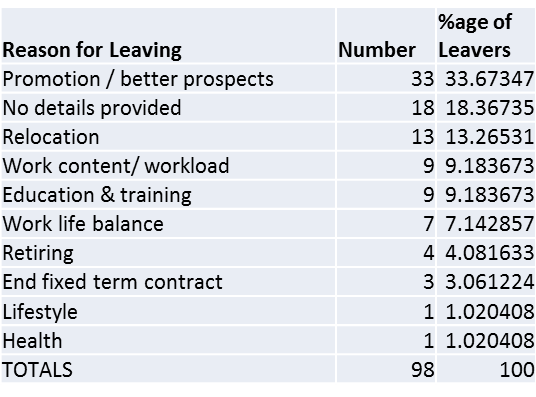 %age of
Reason for Leaving Number Leavers
Promotion / better prospects 33 33.67347
No details provided 18 18.36735
Relocation 13 13.26531
Work content/ workload 9 9.183673
Education & training 9 9.183673
Work life balance 7 7.142857
Retiring 4 4.081633
End fixed term contract 3 3.061224
Lifestyle 1 1.020408
Health 1 1.020408
TOTALS 98 100